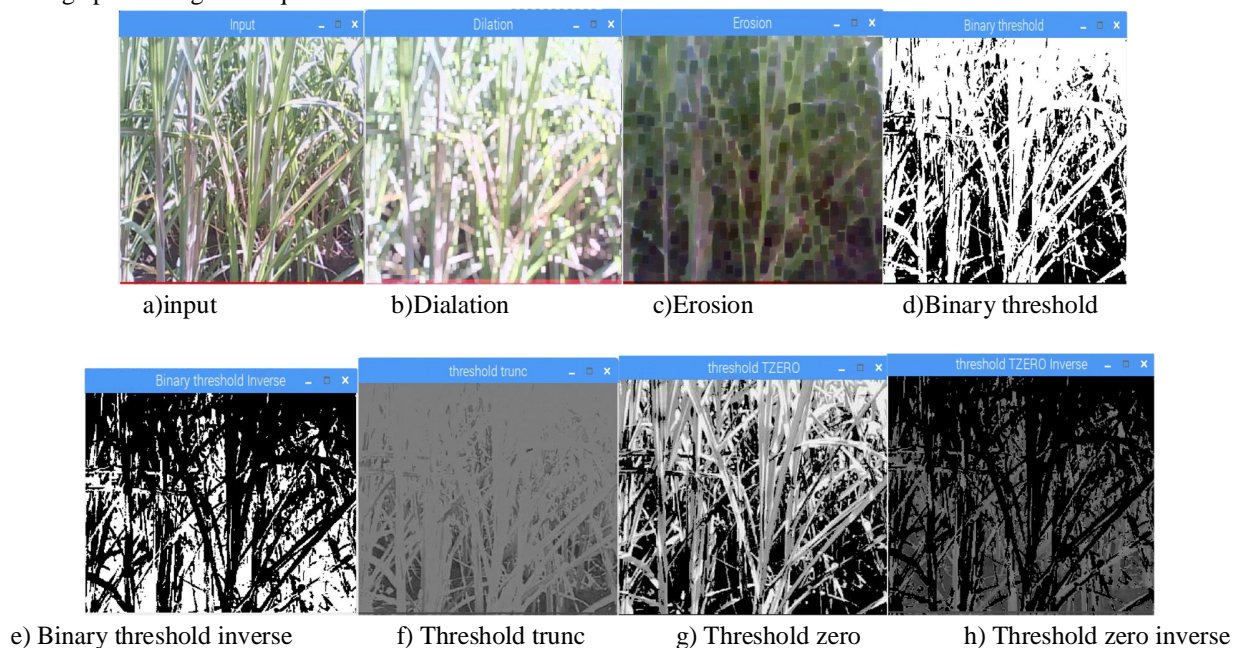 Input
Dilation
Erosion
Binary threshold
a)input
b)Dialation
c)Erosion
d)Binary threshold
Binary threshold Inverse
threshold trunc
threshold TZERO
threshold TZERO Inverse
e) Binary threshold inverse
f) Threshold trunc
g) Threshold zero
h) Threshold zero inverse